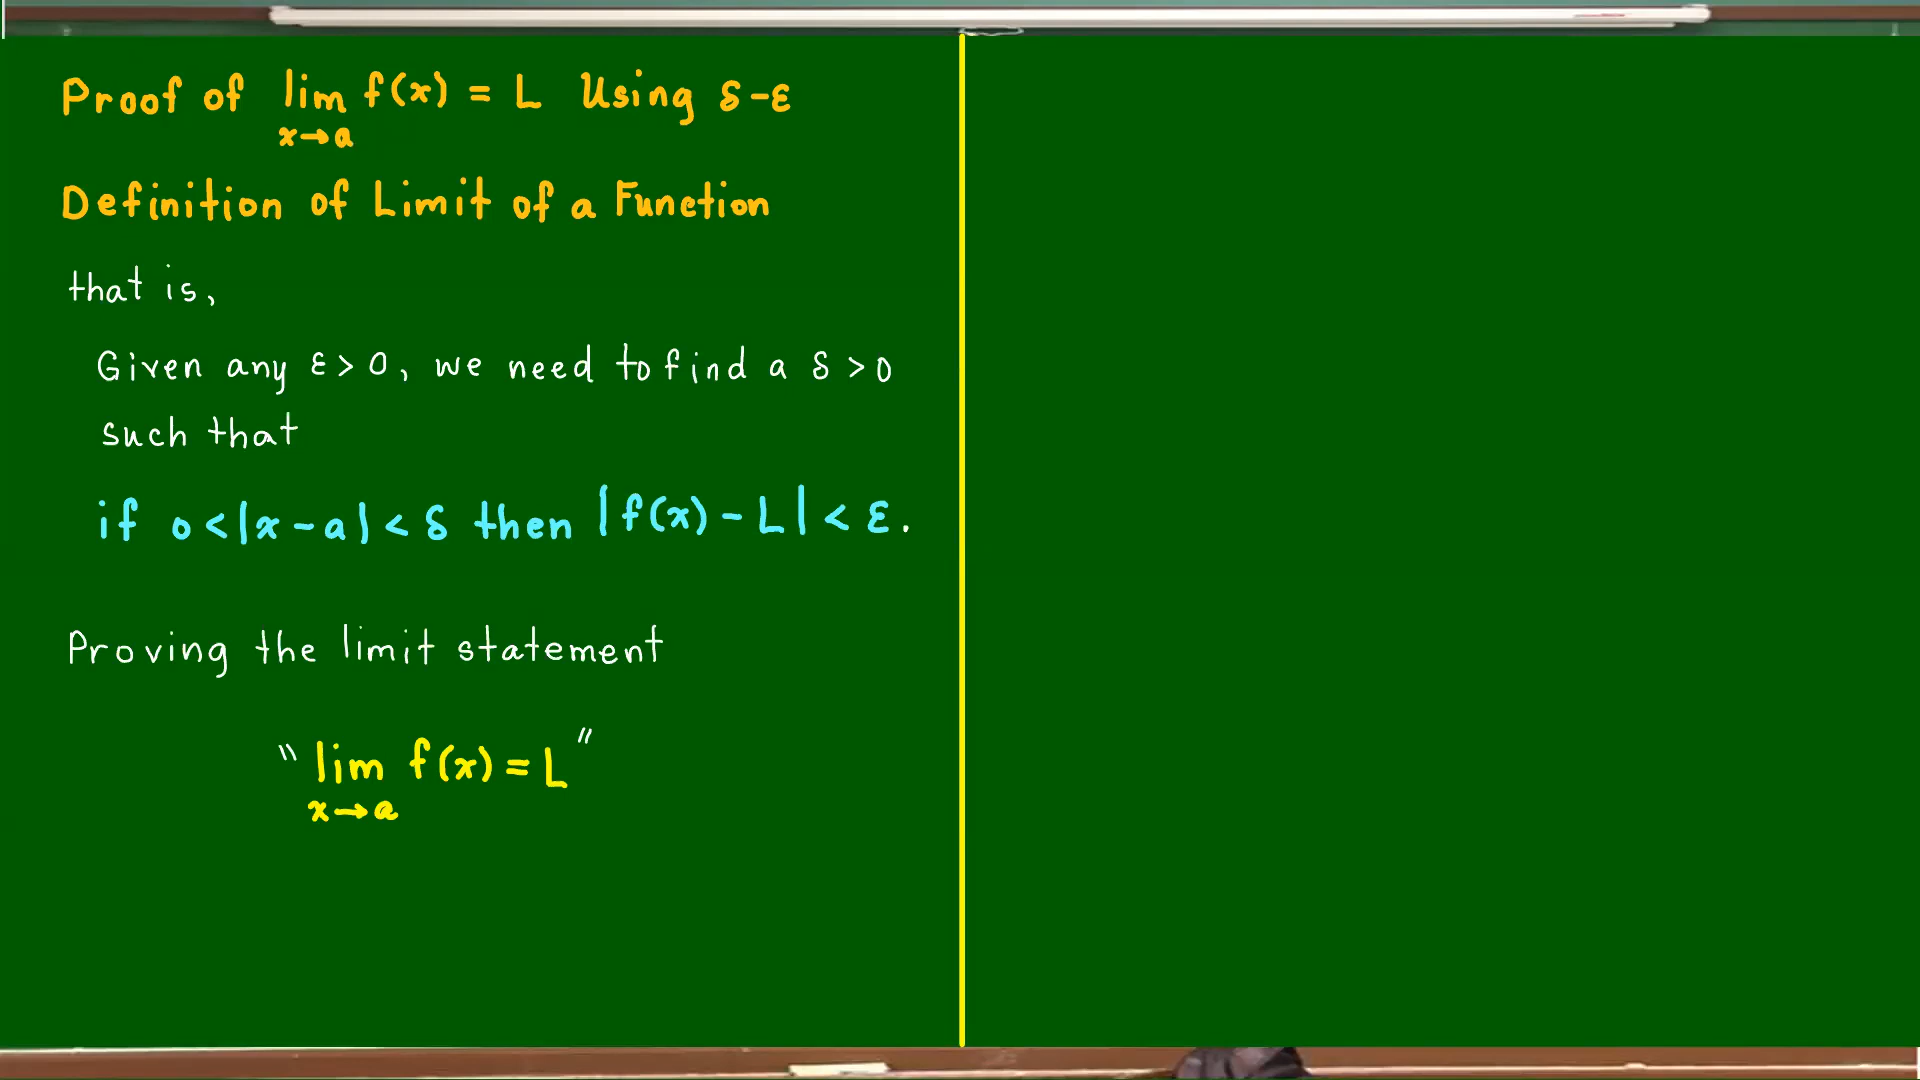 Proof of lim f(x) = L Using δ-ε
x→a
Definition of Limit of a Function
that is,
Given any ε > 0, we need to find a δ > 0
such that
if 0 < |x - a| < δ then |f(x) - L| < ε.
Proving the limit statement
"lim f(x) = L"
x→a